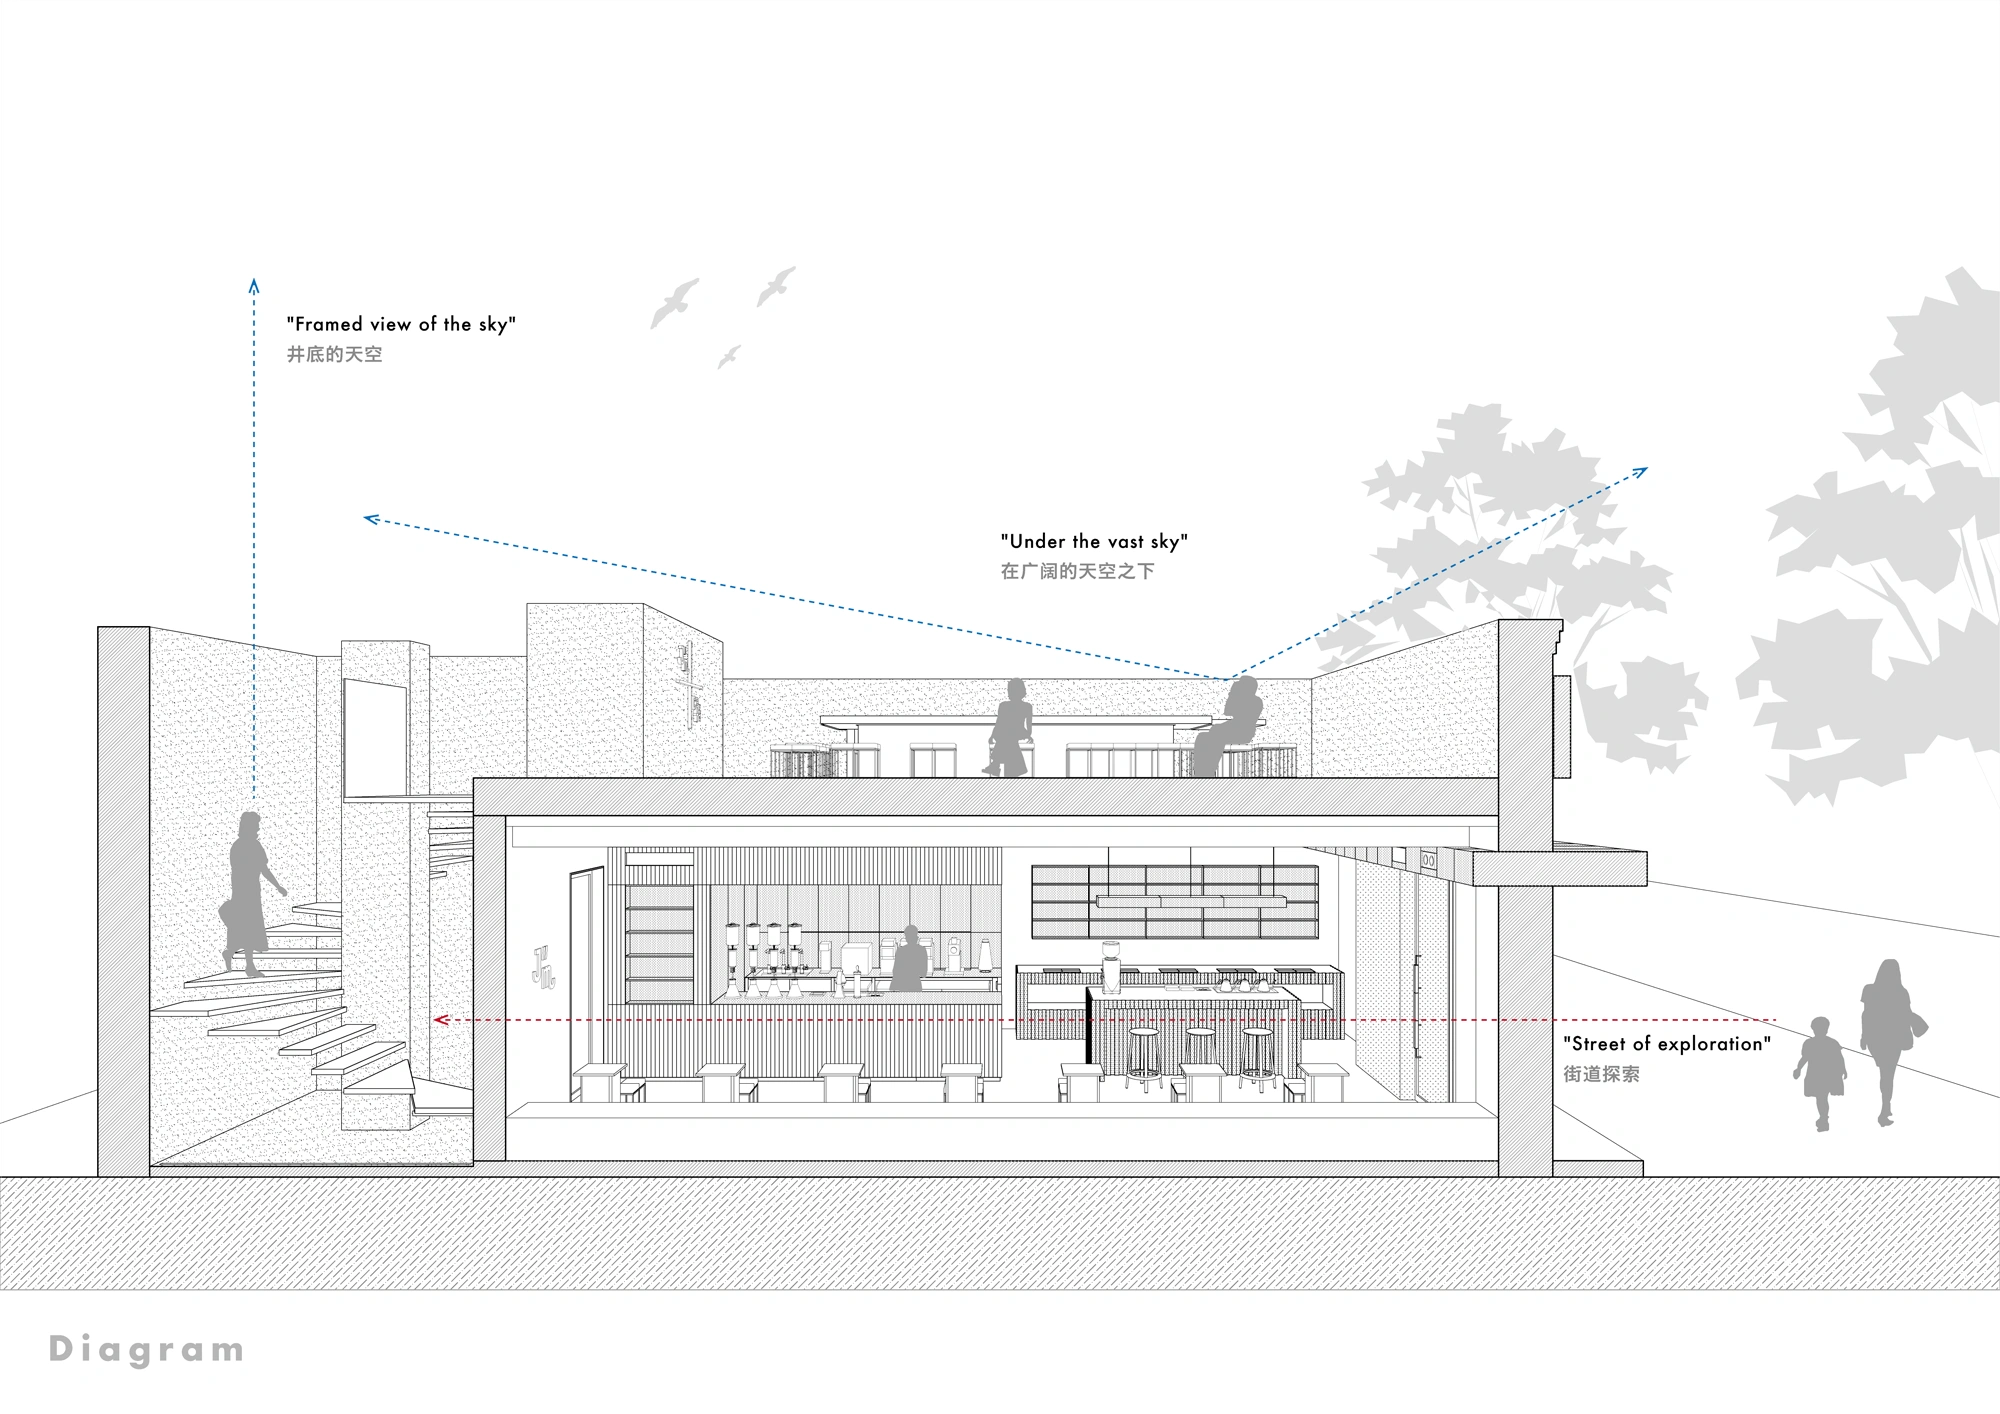 "Framed view of the sky"
井底的天空
"Under the vast sky"
在广阔的天空之下
"Street of exploration"
街道探索
Diagram